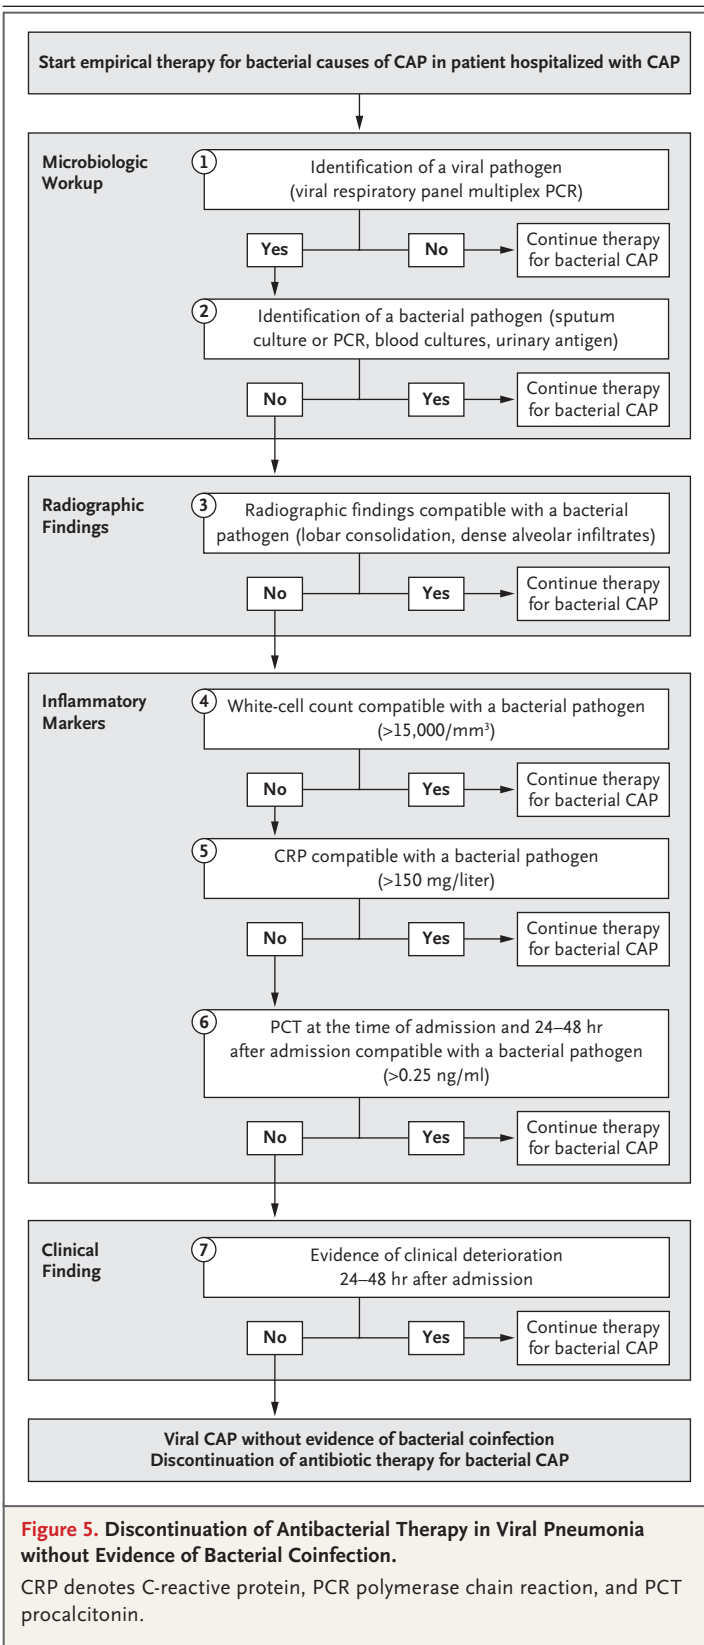 Start empirical therapy for bacterial causes of CAP in patient hospitalized with CAP
Microbiologic
Workup
1
Identification of a viral pathogen
(viral respiratory panel multiplex PCR)
Yes
No
Continue therapy
for bacterial CAP
2
Identification of a bacterial pathogen (sputum
culture or PCR, blood cultures, urinary antigen)
No
Yes
Continue therapy
for bacterial CAP
Radiographic
Findings
3
Radiographic findings compatible with a bacterial
pathogen (lobar consolidation, dense alveolar infiltrates)
No
Yes
Continue therapy
for bacterial CAP
Inflammatory
Markers
4
White-cell count compatible with a bacterial pathogen
(>15,000/mm³)
No
Yes
Continue therapy
for bacterial CAP
5
CRP compatible with a bacterial pathogen
(>150 mg/liter)
No
Yes
Continue therapy
for bacterial CAP
6
PCT at the time of admission and 24–48 hr
after admission compatible with a bacterial pathogen
(>0.25 ng/ml)
No
Yes
Continue therapy
for bacterial CAP
Clinical
Finding
7
Evidence of clinical deterioration
24–48 hr after admission
No
Yes
Continue therapy
for bacterial CAP
Viral CAP without evidence of bacterial coinfection
Discontinuation of antibiotic therapy for bacterial CAP
Figure 5. Discontinuation of Antibacterial Therapy in Viral Pneumonia
without Evidence of Bacterial Coinfection.
CRP denotes C-reactive protein, PCR polymerase chain reaction, and PCT
procalcitonin.